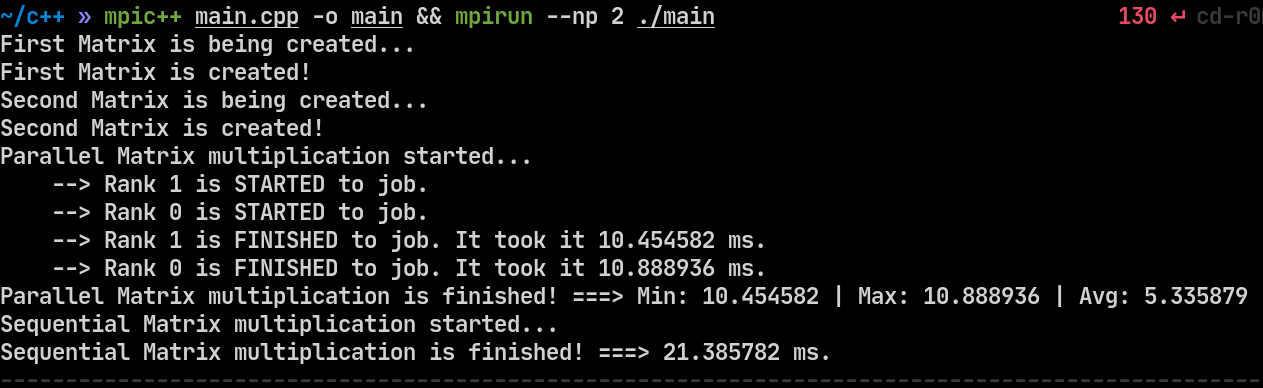 ~/c++ » mpic++ main.cpp -o main && mpirun --np 2 ./main 130 ↵ cd-r0
First Matrix is being created...
First Matrix is created!
Second Matrix is being created...
Second Matrix is created!
Parallel Matrix multiplication started...
    --> Rank 1 is STARTED to job.
    --> Rank 0 is STARTED to job.
    --> Rank 1 is FINISHED to job. It took it 10.454582 ms.
    --> Rank 0 is FINISHED to job. It took it 10.888936 ms.
Parallel Matrix multiplication is finished! ===> Min: 10.454582 | Max: 10.888936 | Avg: 5.335879
Sequential Matrix multiplication started...
Sequential Matrix multiplication is finished! ===> 21.385782 ms.